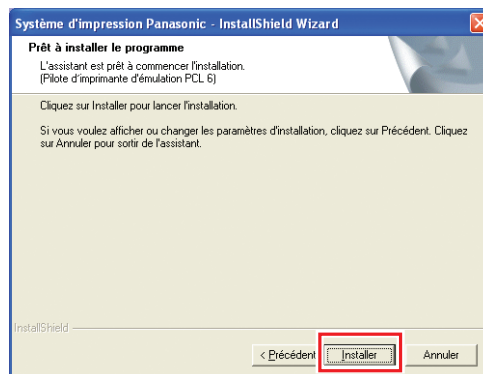 Système d'impression Panasonic - InstallShield Wizard
Prêt à installer le programme
L'assistant est prêt à commencer l'installation.
(Pilote d'imprimante d'émulation PCL 6)
Cliquez sur Installer pour lancer l'installation.
Si vous voulez afficher ou changer les paramètres d'installation, cliquez sur Précédent. Cliquez
sur Annuler pour sortir de l'assistant.
InstallShield
< Précédent Installer Annuler